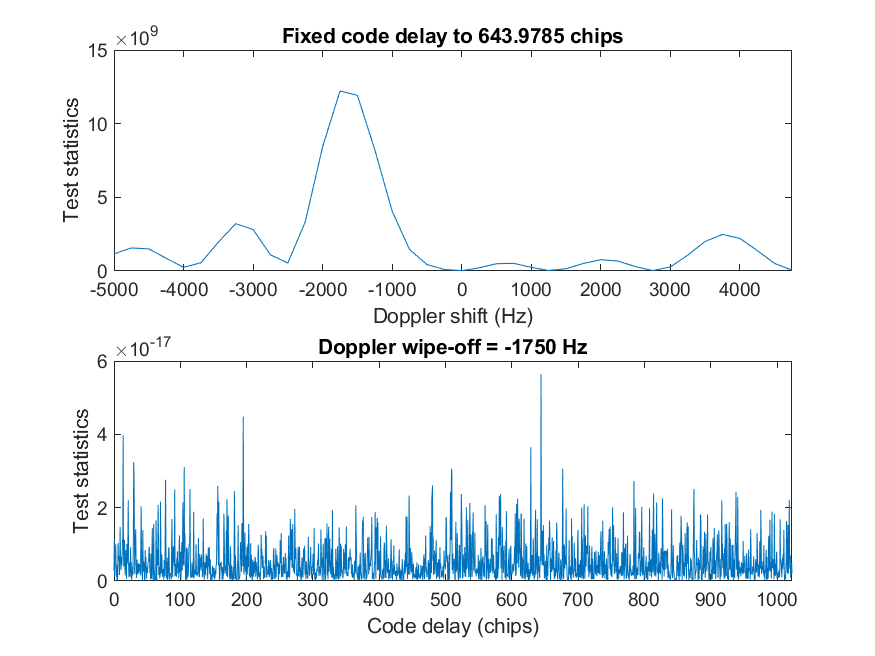 ×10^9
Fixed code delay to 643.9785 chips
15
10
5
0
Test statistics
-5000 -4000 -3000 -2000 -1000 0 1000 2000 3000 4000
Doppler shift (Hz)
×10^-17
Doppler wipe-off = -1750 Hz
6
4
2
0
Test statistics
0 100 200 300 400 500 600 700 800 900 1000
Code delay (chips)